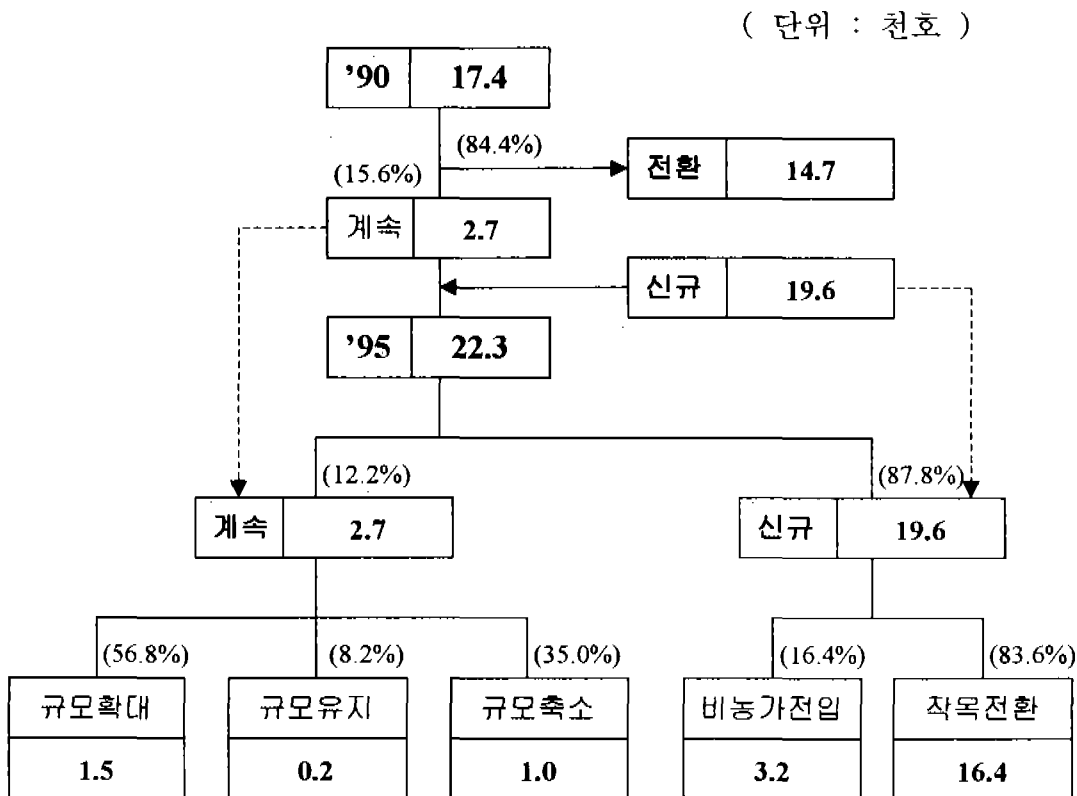 ( 단위 : 천호 )
’90 17.4
(84.4%)
전환 14.7
(15.6%)
계속 2.7
신규 19.6
’95 22.3
(12.2%) (87.8%)
계속 2.7 신규 19.6
(56.8%) (8.2%) (35.0%) (16.4%) (83.6%)
규모확대 규모유지 규모축소 비농가전입 작목전환
1.5 0.2 1.0 3.2 16.4